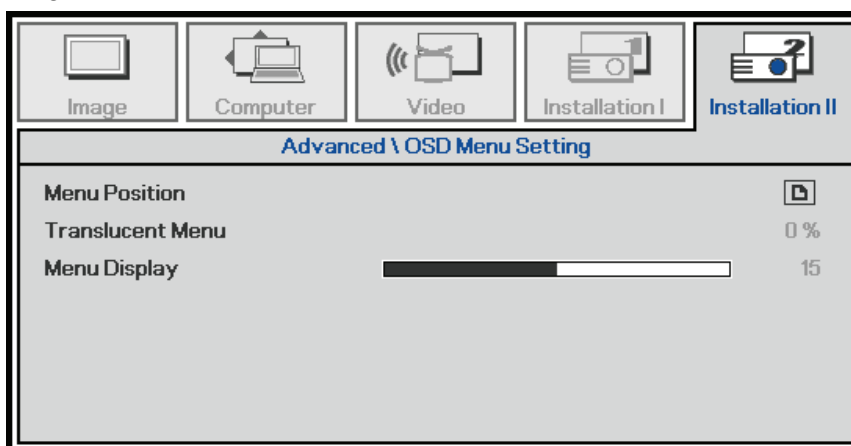 Image
Computer
Video
Installation I
Installation II
Advanced \ OSD Menu Setting
Menu Position
Translucent Menu 0 %
Menu Display 15